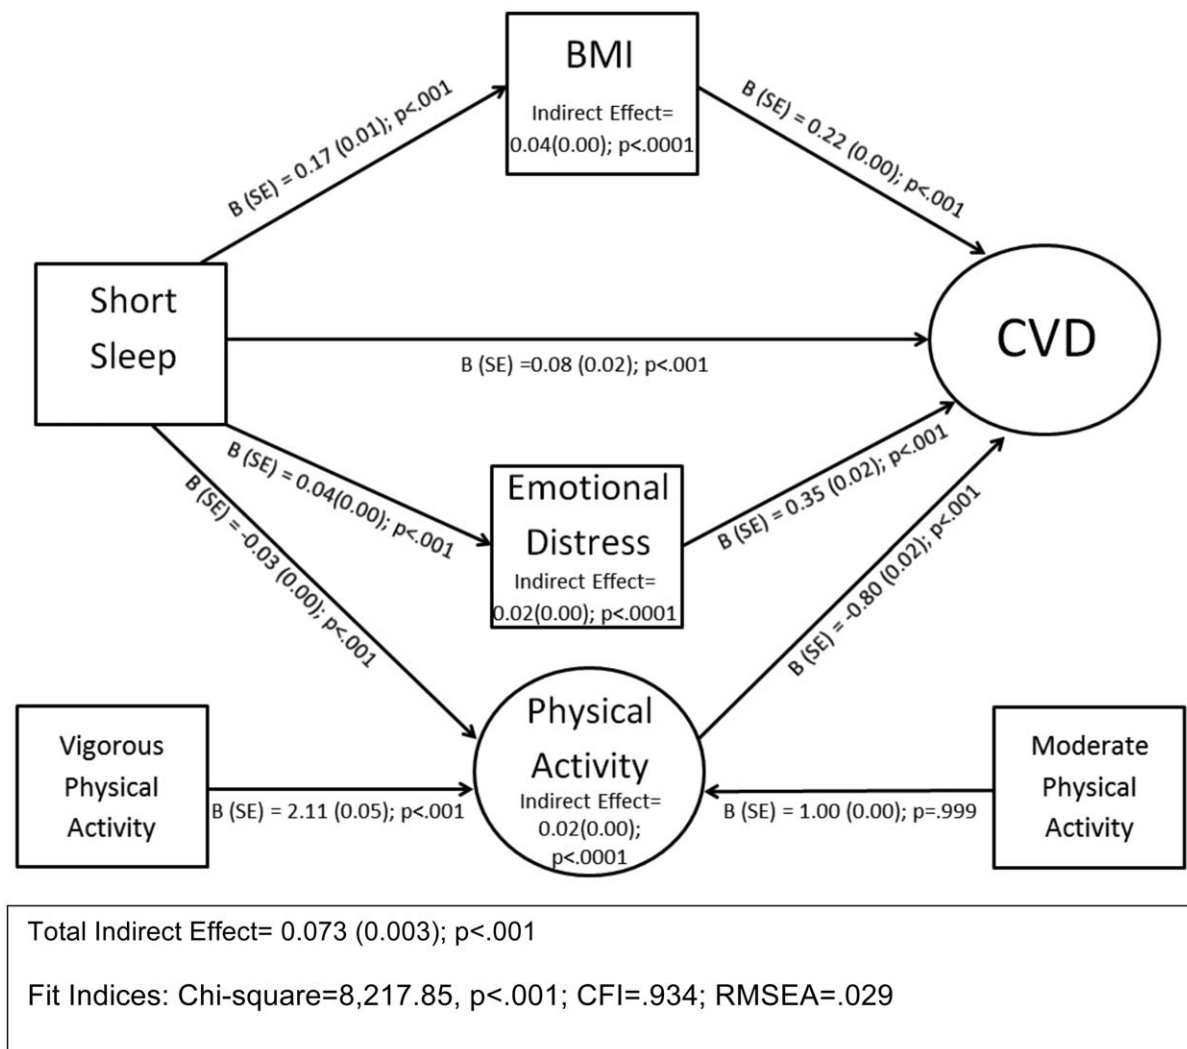 BMI
Indirect Effect=
0.04(0.00); p<.0001
B (SE) = 0.17 (0.01); p<.001
B (SE) = 0.22 (0.00); p<.001
Short
Sleep
CVD
B (SE) =0.08 (0.02); p<.001
B (SE) = 0.04(0.00); p<.001
B (SE) = -0.03 (0.00); p<.001
Emotional
Distress
Indirect Effect=
0.02(0.00); p<.0001
B (SE) = 0.35 (0.02); p<.001
B (SE) = -0.80 (0.02); p<.001
Physical
Activity
Indirect Effect=
0.02(0.00);
p<.0001
Vigorous
Physical
Activity
B (SE) = 2.11 (0.05); p<.001
B (SE) = 1.00 (0.00); p=.999
Moderate
Physical
Activity
Total Indirect Effect= 0.073 (0.003); p<.001
Fit Indices: Chi-square=8,217.85, p<.001; CFI=.934; RMSEA=.029